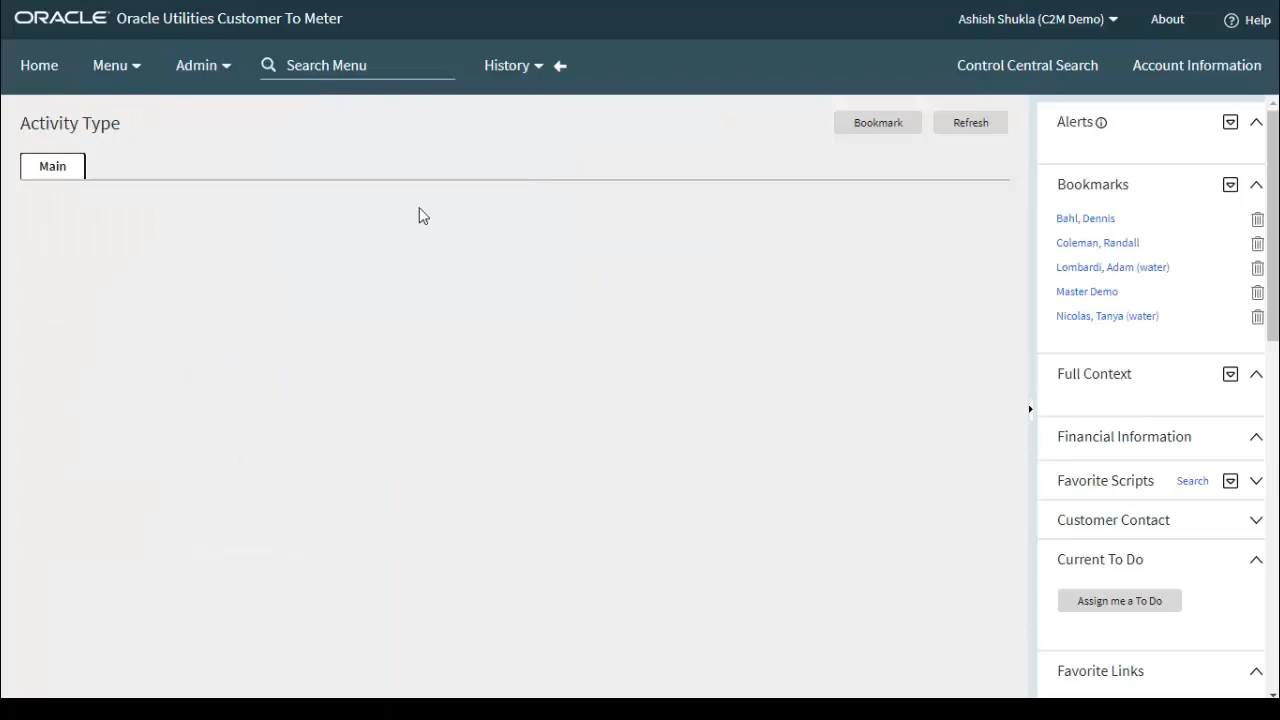 ORACLE® Oracle Utilities Customer To Meter
Ashish Shukla (C2M Demo) About Help
Home Menu Admin Search Menu History Control Central Search Account Information
Activity Type
Bookmark Refresh
Main
Alerts
Bookmarks
Bahl, Dennis
Coleman, Randall
Lombardi, Adam (water)
Master Demo
Nicolas, Tanya (water)
Full Context
Financial Information
Favorite Scripts Search
Customer Contact
Current To Do
Assign me a To Do
Favorite Links